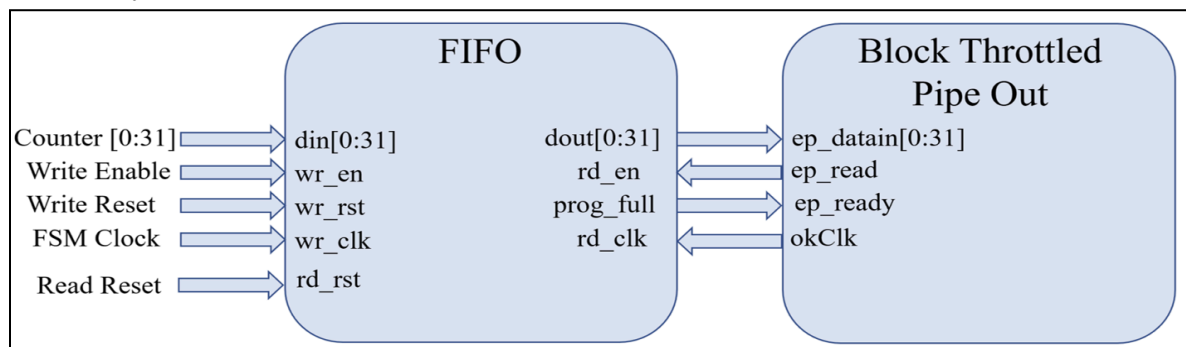 FIFO
Block Throttled
Pipe Out
Counter [0:31]
din[0:31]
dout[0:31]
ep_datain[0:31]
Write Enable
wr_en
rd_en
ep_read
Write Reset
wr_rst
prog_full
ep_ready
FSM Clock
wr_clk
rd_clk
okClk
Read Reset
rd_rst